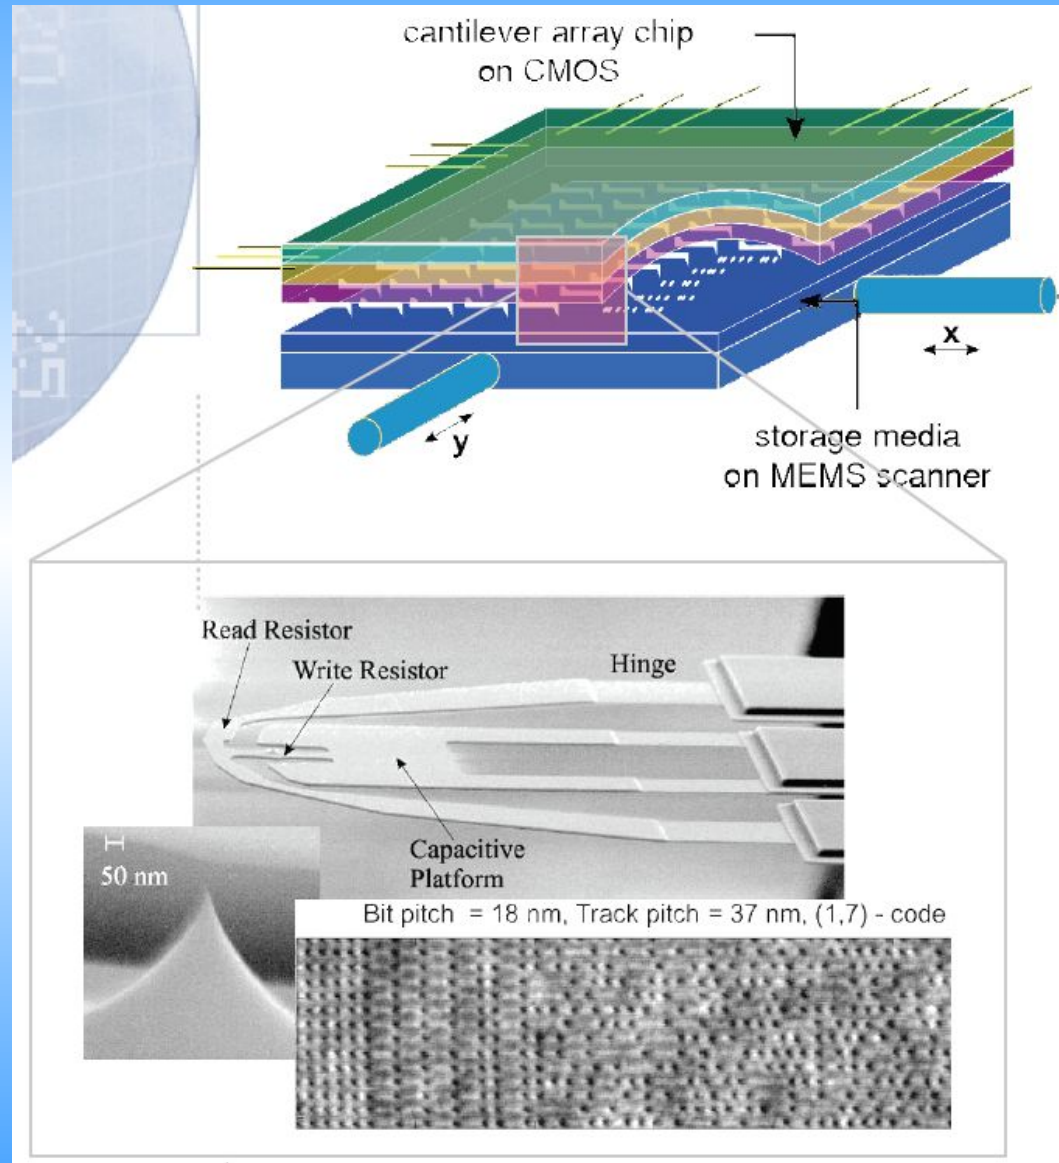 cantilever array chip
on CMOS
x
y
storage media
on MEMS scanner
Read Resistor
Write Resistor
Hinge
Capacitive
Platform
50 nm
Bit pitch = 18 nm, Track pitch = 37 nm, (1,7) - code